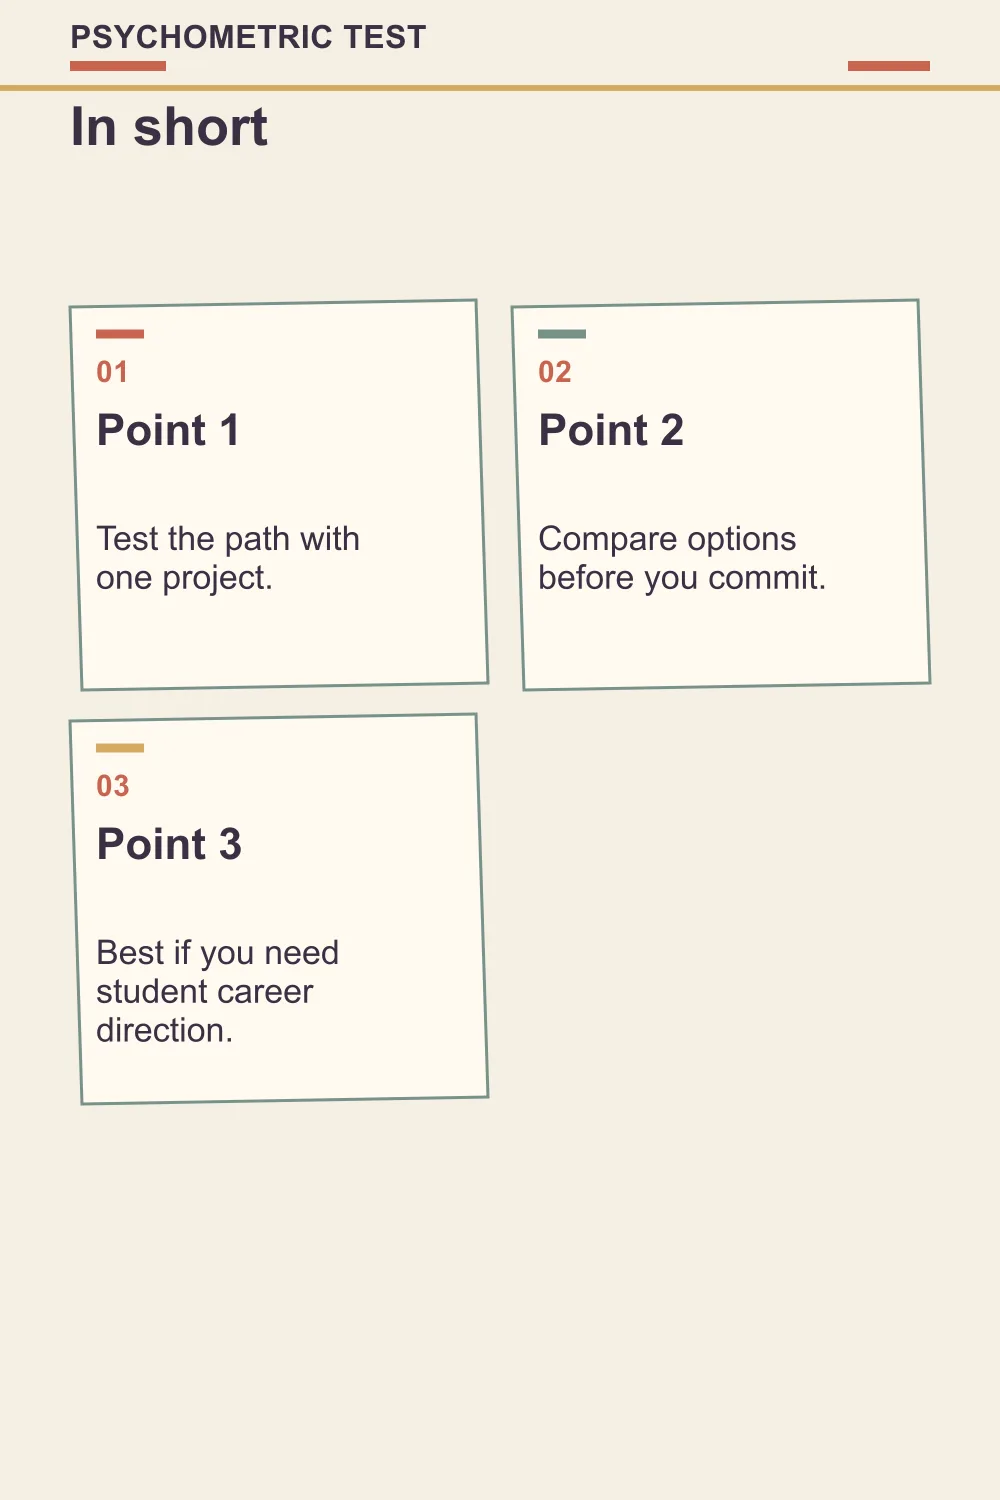 PSYCHOMETRIC TEST
In short
01
Point 1
Test the path with
one project.
02
Point 2
Compare options
before you commit.
03
Point 3
Best if you need
student career
direction.